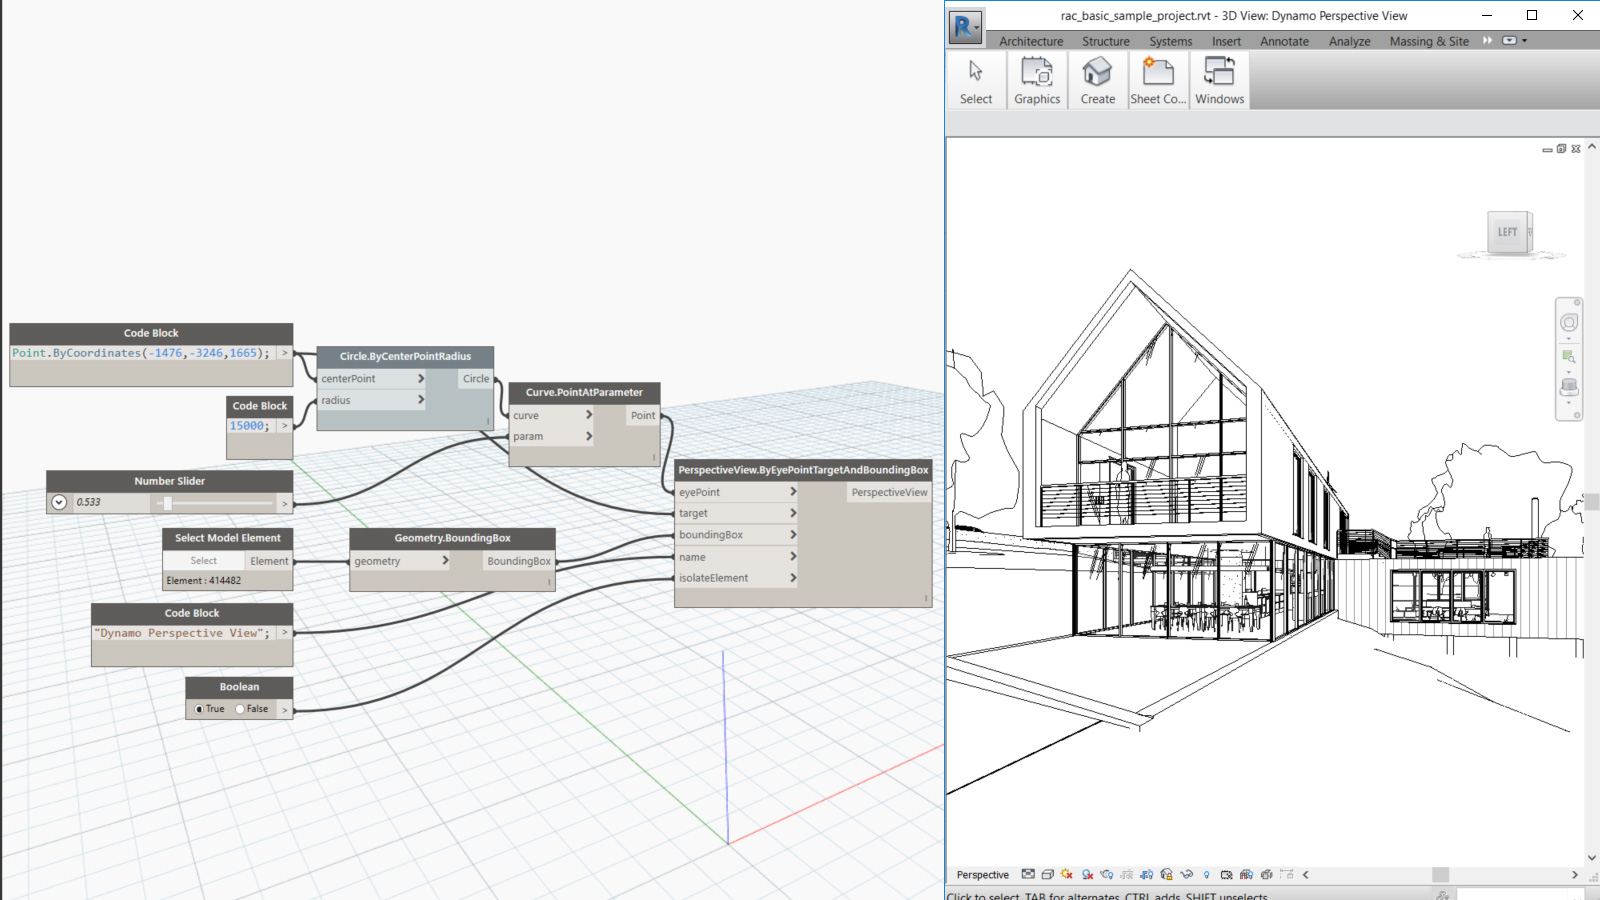 Code Block
Point.ByCoordinates(-1476,-3246,1665); >
Circle.ByCenterPointRadius
centerPoint > Circle
radius >
Code Block
15000; >
Curve.PointAtParameter
curve > Point
param >
Number Slider
0.533 >
PerspectiveView.ByEyePointTargetAndBoundingBox
eyePoint > PerspectiveView
target >
boundingBox >
name >
isolateElement >
Select Model Element
Select Element
Element : 414482
Geometry.BoundingBox
geometry > BoundingBox
Code Block
"Dynamo Perspective View"; >
Boolean
True False >
R
rac_basic_sample_project.rvt - 3D View: Dynamo Perspective View
Architecture Structure Systems Insert Annotate Analyze Massing & Site
Select Graphics Create Sheet Co... Windows
LEFT
Perspective
Click to select, TAB for alternates, CTRL adds, SHIFT unselects.